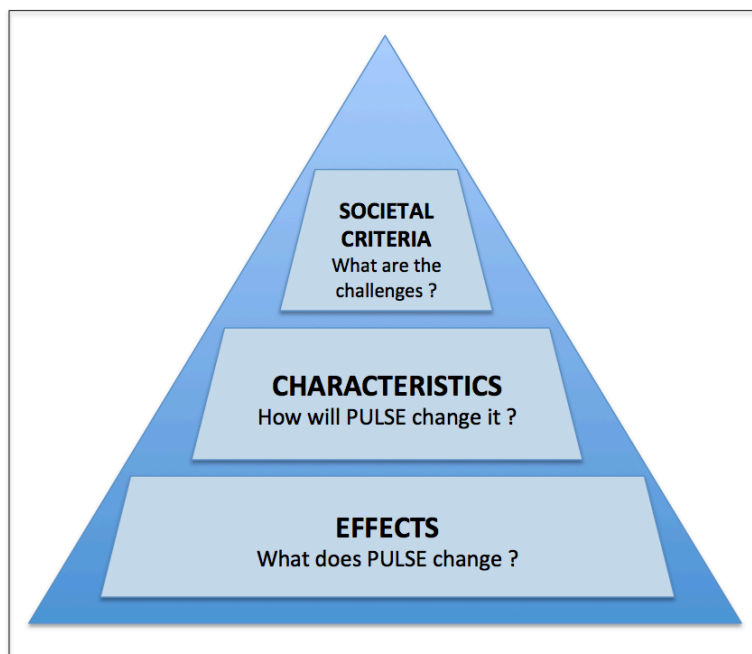 SOCIETAL
CRITERIA
What are the
challenges ?
CHARACTERISTICS
How will PULSE change it ?
EFFECTS
What does PULSE change ?